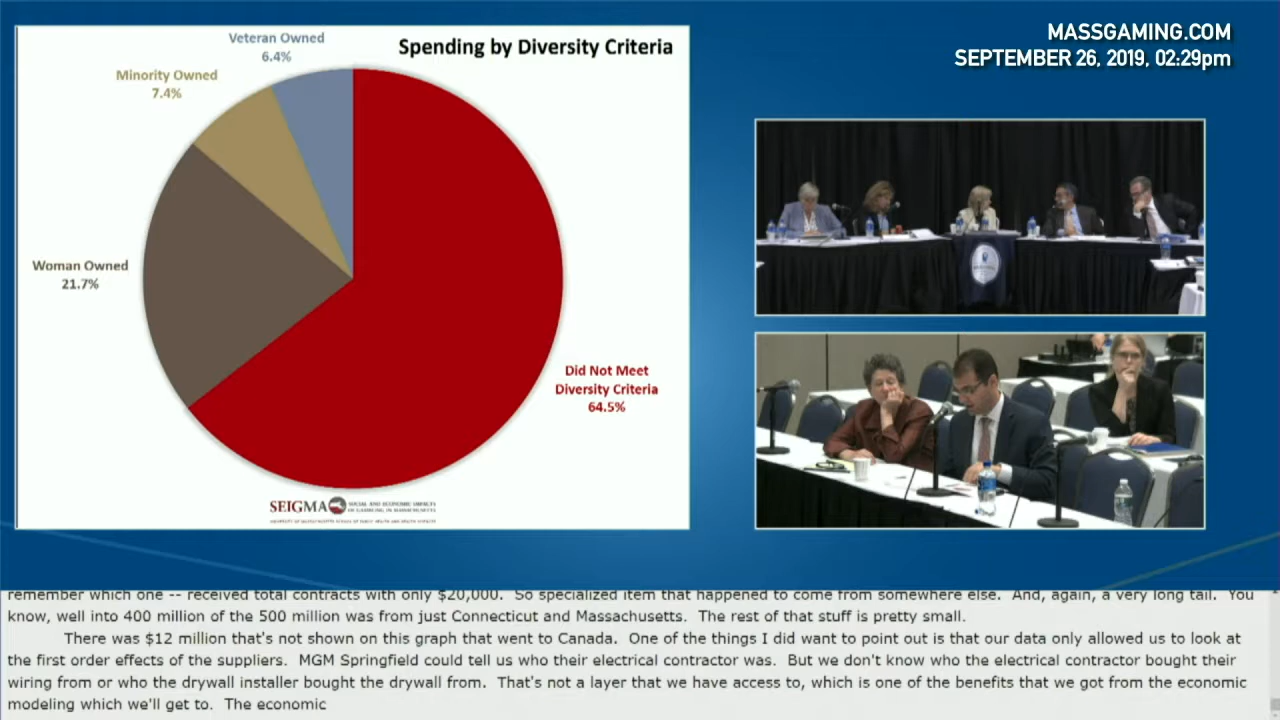 MASSGAMING.COM
SEPTEMBER 26, 2019, 02:29pm
Spending by Diversity Criteria
Veteran Owned
6.4%
Minority Owned
7.4%
Woman Owned
21.7%
Did Not Meet
Diversity Criteria
64.5%
SEIGMA SOCIAL AND ECONOMIC IMPACTS
OF GAMBLING IN MASSACHUSETTS
remember which one -- received total contracts with only $20,000.  So specialized item that happened to come from somewhere else.  And, again, a very long tail.  You
know, well into 400 million of the 500 million was from just Connecticut and Massachusetts.  The rest of that stuff is pretty small.
There was $12 million that's not shown on this graph that went to Canada.  One of the things I did want to point out is that our data only allowed us to look at
the first order effects of the suppliers.  MGM Springfield could tell us who their electrical contractor was.  But we don't know who the electrical contractor bought their
wiring from or who the drywall installer bought the drywall from.  That's not a layer that we have access to, which is one of the benefits that we got from the economic
modeling which we'll get to.  The economic